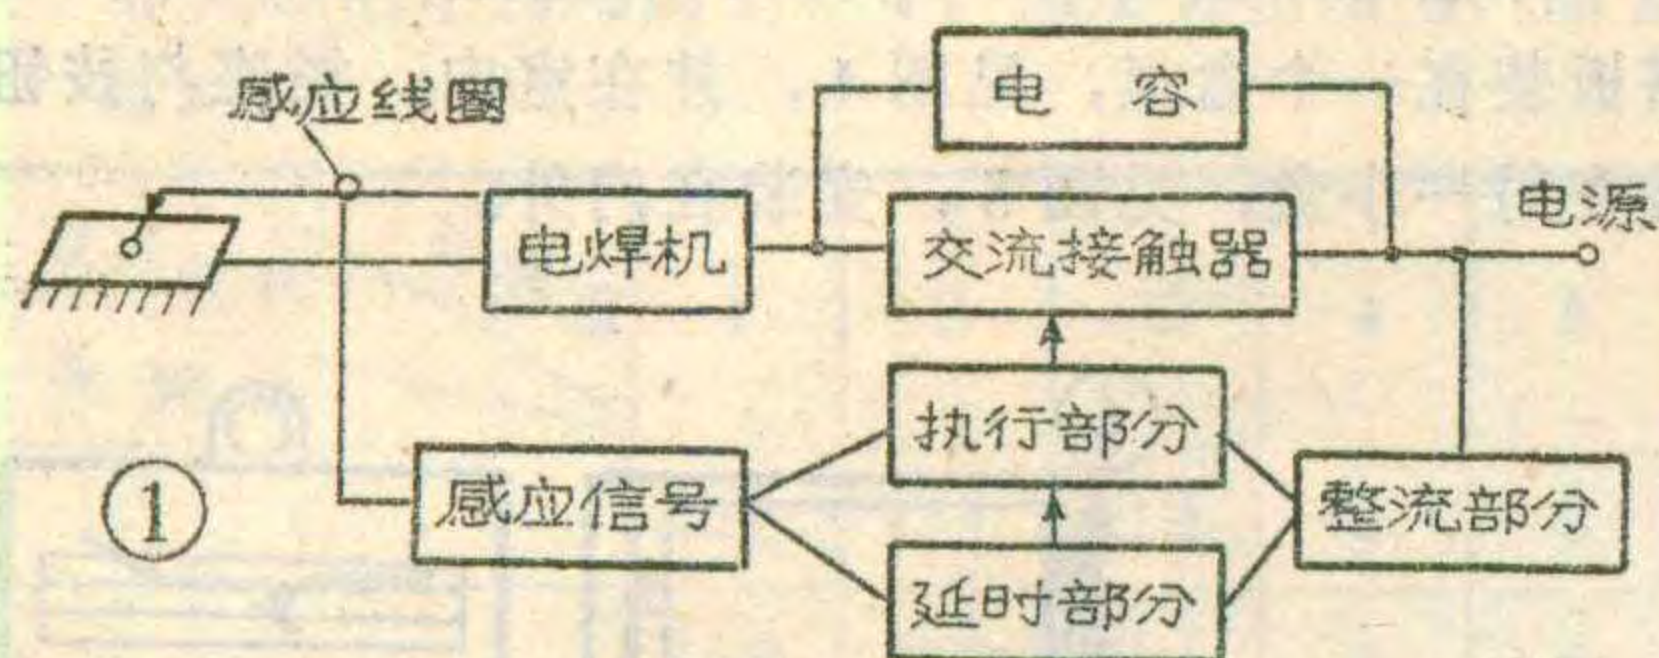 电 容
感应线圈
电源
电焊机
交流接触器
执行部分
感应信号
整流部分
①
延时部分